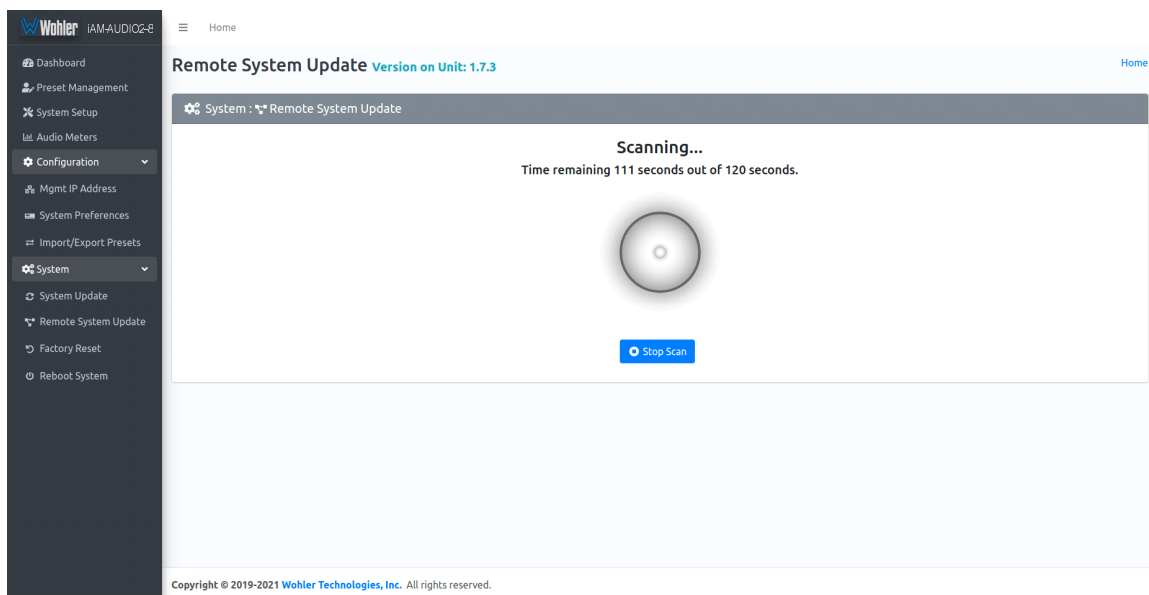 Wohler iAM-AUDIO2-8
Home
Dashboard
Preset Management
System Setup
Audio Meters
Configuration
Mgmt IP Address
System Preferences
Import/Export Presets
System
System Update
Remote System Update
Factory Reset
Reboot System
Remote System Update Version on Unit: 1.7.3
Home
System : Remote System Update
Scanning...
Time remaining 111 seconds out of 120 seconds.
Stop Scan
Copyright © 2019-2021 Wohler Technologies, Inc. All rights reserved.